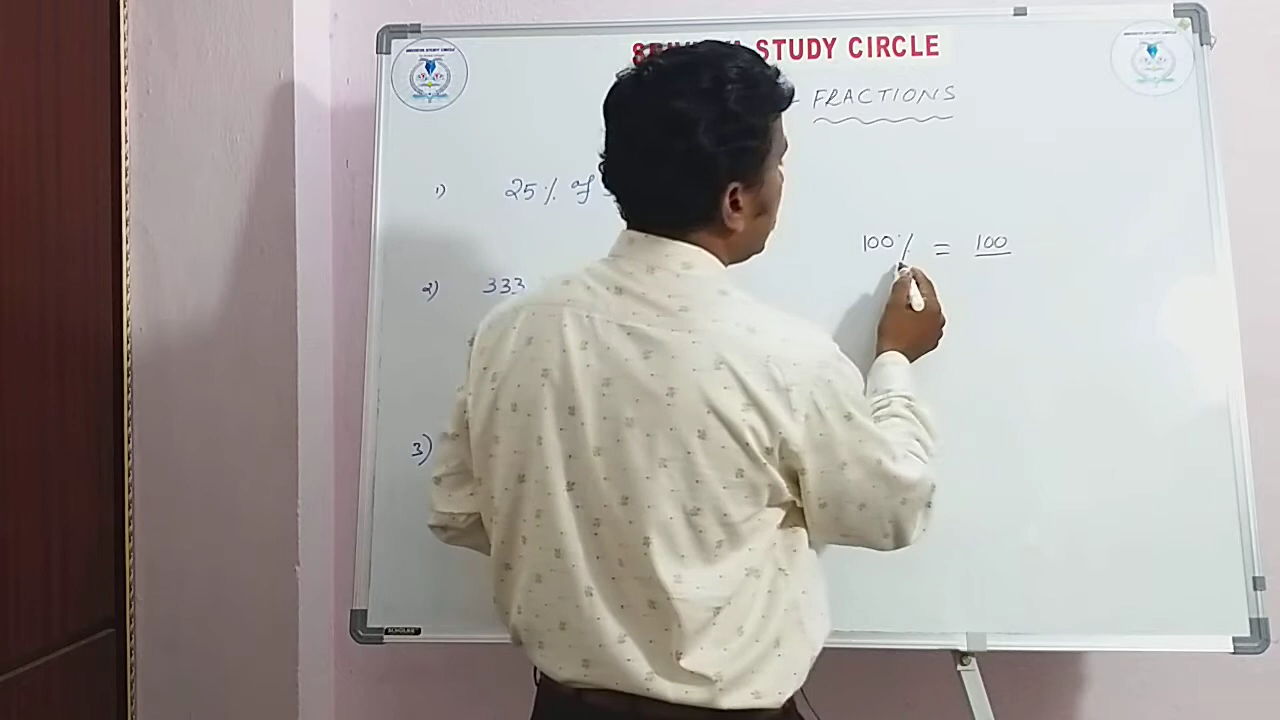 STUDY CIRCLE
- FRACTIONS
1) 25% of
100% = 100
2) 333
3)